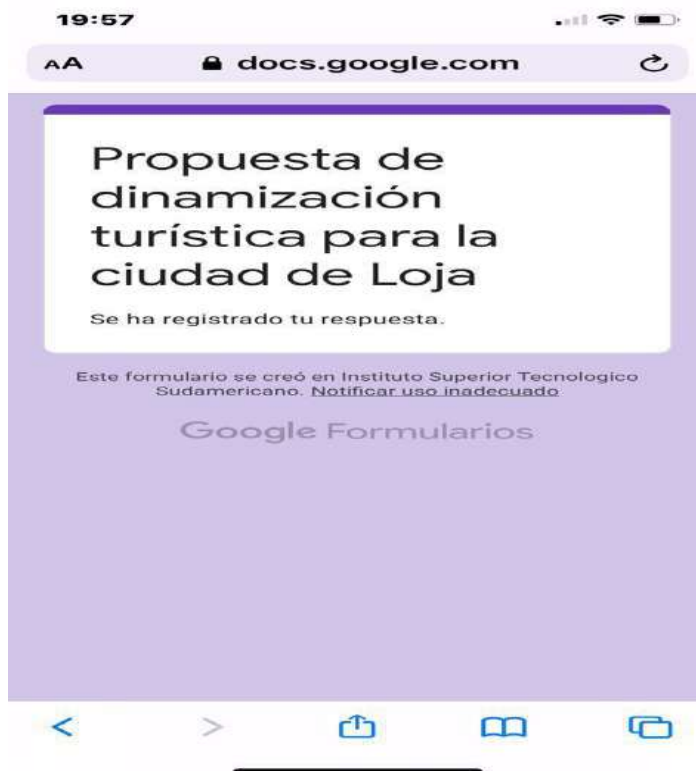 19:57
AA docs.google.com
Propuesta de
dinamización
turística para la
ciudad de Loja
Se ha registrado tu respuesta.
Este formulario se creó en Instituto Superior Tecnologico
Sudamericano. Notificar uso inadecuado
Google Formularios